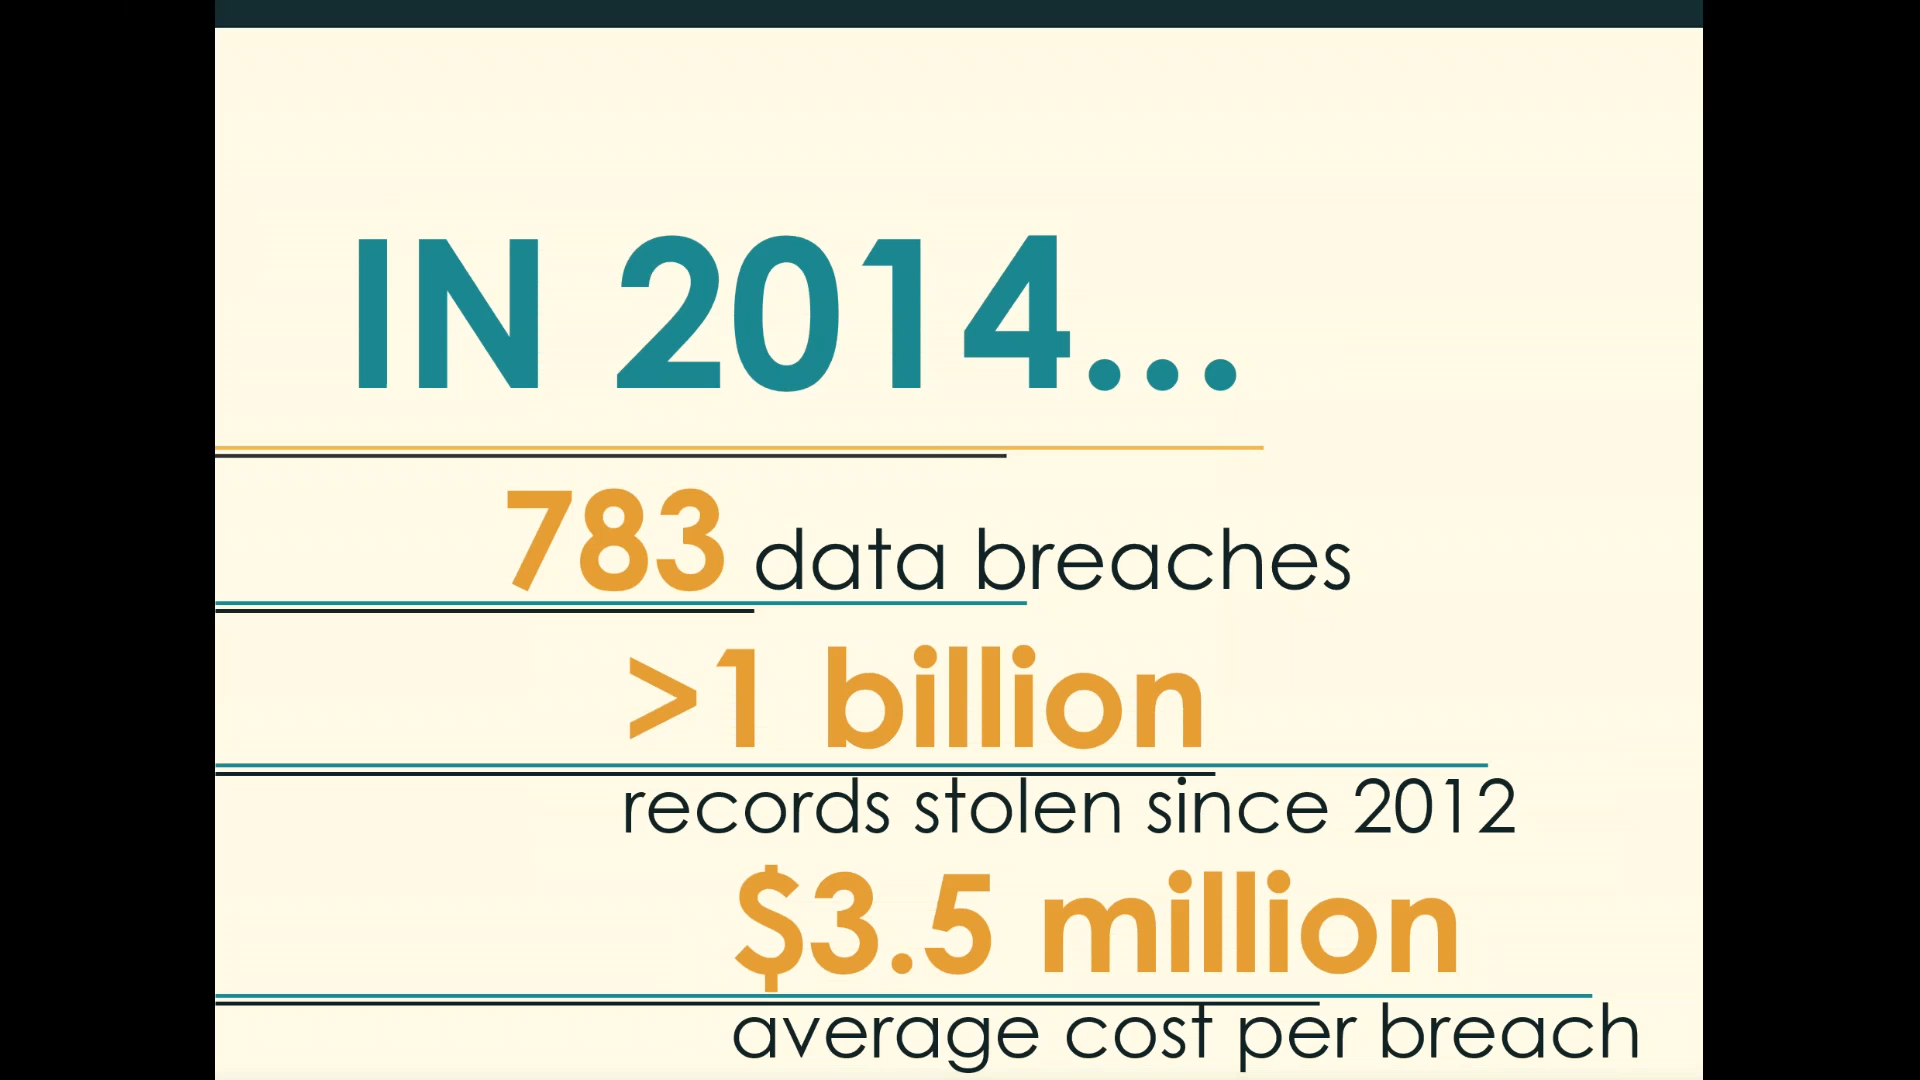 IN 2014...
783 data breaches
>1 billion
records stolen since 2012
$3.5 million
average cost per breach